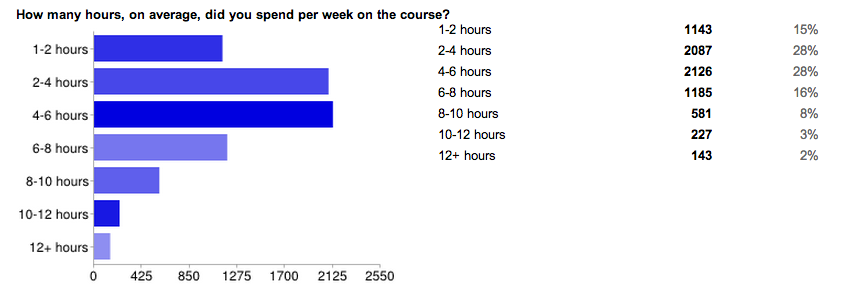 How many hours, on average, did you spend per week on the course?
1-2 hours
2-4 hours
4-6 hours
6-8 hours
8-10 hours
10-12 hours
12+ hours
0 425 850 1275 1700 2125 2550
1-2 hours 1143 15%
2-4 hours 2087 28%
4-6 hours 2126 28%
6-8 hours 1185 16%
8-10 hours 581 8%
10-12 hours 227 3%
12+ hours 143 2%